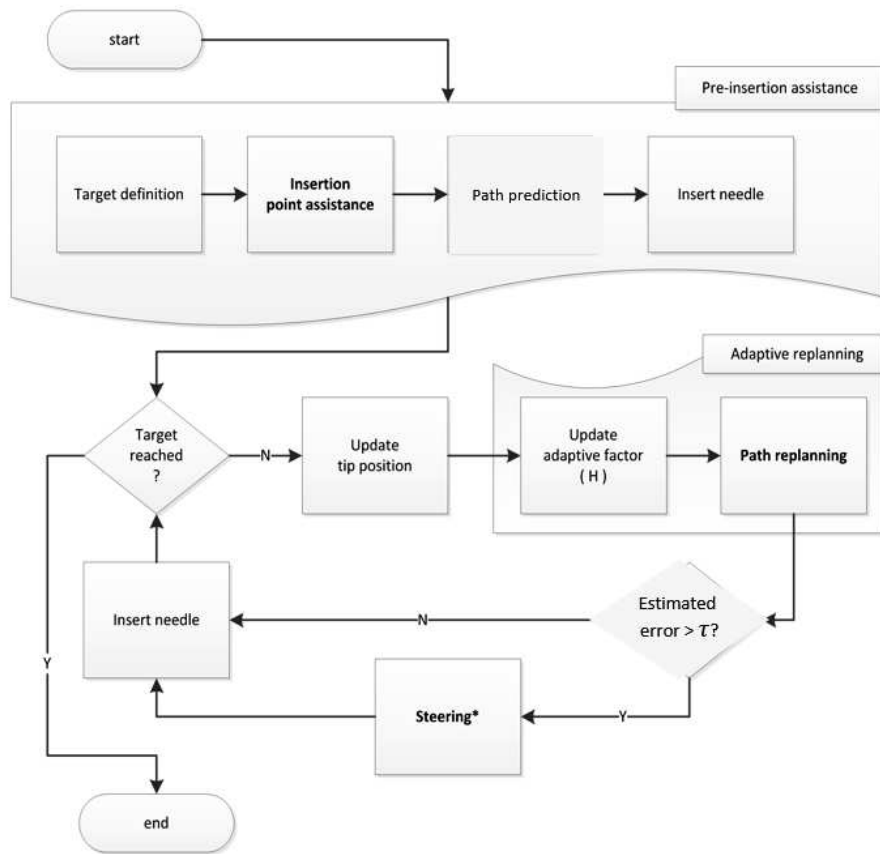 start
Pre-insertion assistance
Target definition
Insertion
point assistance
Path prediction
Insert needle
Adaptive replanning
Target
reached
?
N
Update
tip position
Update
adaptive factor
( H )
Path replanning
Estimated
error > τ?
N
Insert needle
Y
Steering*
Y
end